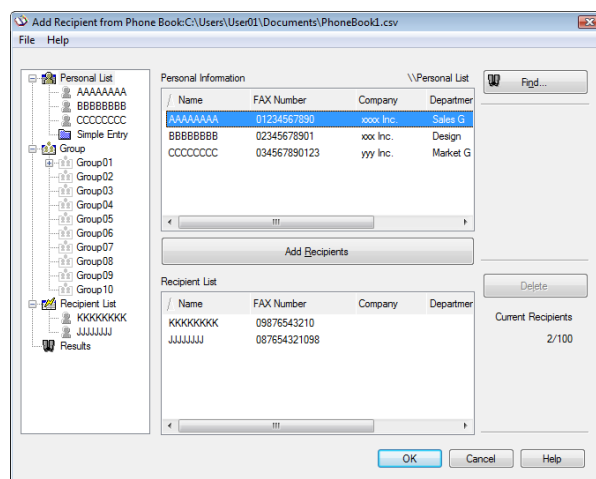 Add Recipient from Phone Book:C:\Users\User01\Documents\PhoneBook1.csv
File Help
Personal List
AAAAAAAA
BBBBBBBB
CCCCCCCC
Simple Entry
Group
Group01
Group02
Group03
Group04
Group05
Group06
Group07
Group08
Group09
Group10
Recipient List
KKKKKKKK
JJJJJJJJ
Results
Personal Information \\Personal List
/ Name FAX Number Company Departmer
AAAAAAAA 01234567890 xxxx Inc. Sales G
BBBBBBBB 02345678901 xxx Inc. Design
CCCCCCCC 034567890123 yyy Inc. Market G
Add Recipients
Recipient List
/ Name FAX Number Company Departmer
KKKKKKKK 09876543210
JJJJJJJJ 087654321098
Find...
Delete
Current Recipients
2/100
OK Cancel Help